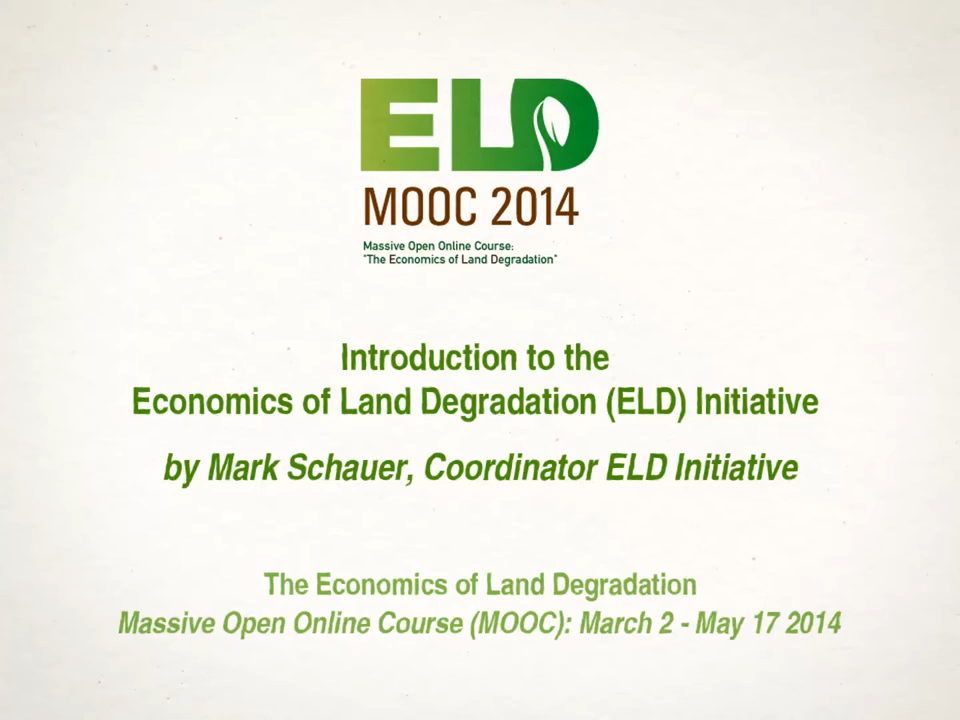 ELD
MOOC 2014
Massive Open Online Course:
"The Economics of Land Degradation"
Introduction to the
Economics of Land Degradation (ELD) Initiative
by Mark Schauer, Coordinator ELD Initiative
The Economics of Land Degradation
Massive Open Online Course (MOOC): March 2 - May 17 2014